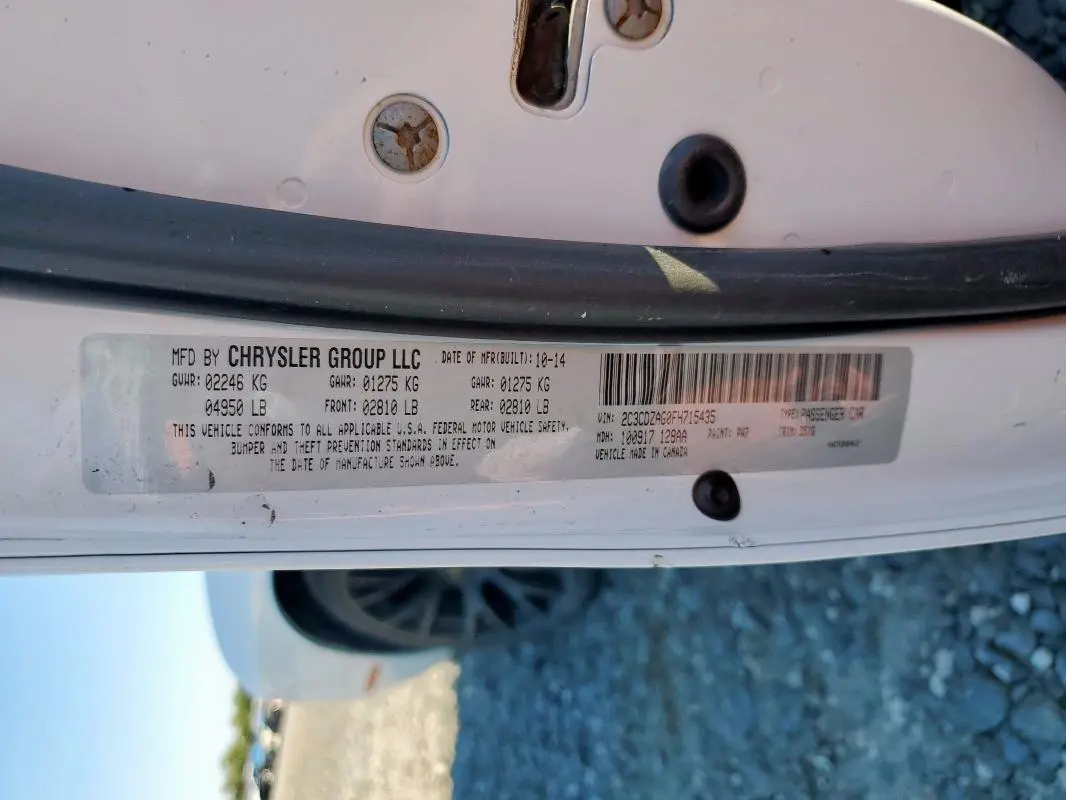 MFD BY CHRYSLER GROUP LLC DATE OF MFR(BUILT): 10-14
GVWR: 02246 KG GAWR: 01275 KG GAWR: 01275 KG
04950 LB FRONT: 02810 LB REAR: 02810 LB
THIS VEHICLE CONFORMS TO ALL APPLICABLE U.S.A. FEDERAL MOTOR VEHICLE SAFETY,
BUMPER AND THEFT PREVENTION STANDARDS IN EFFECT ON
THE DATE OF MANUFACTURE SHOWN ABOVE.
VIN: 2C3CDZAG0FH715435 TYPE: PASSENGER CAR
MDH: 100917 128AA PAINT: PW7 TRIM:
VEHICLE MADE IN CANADA